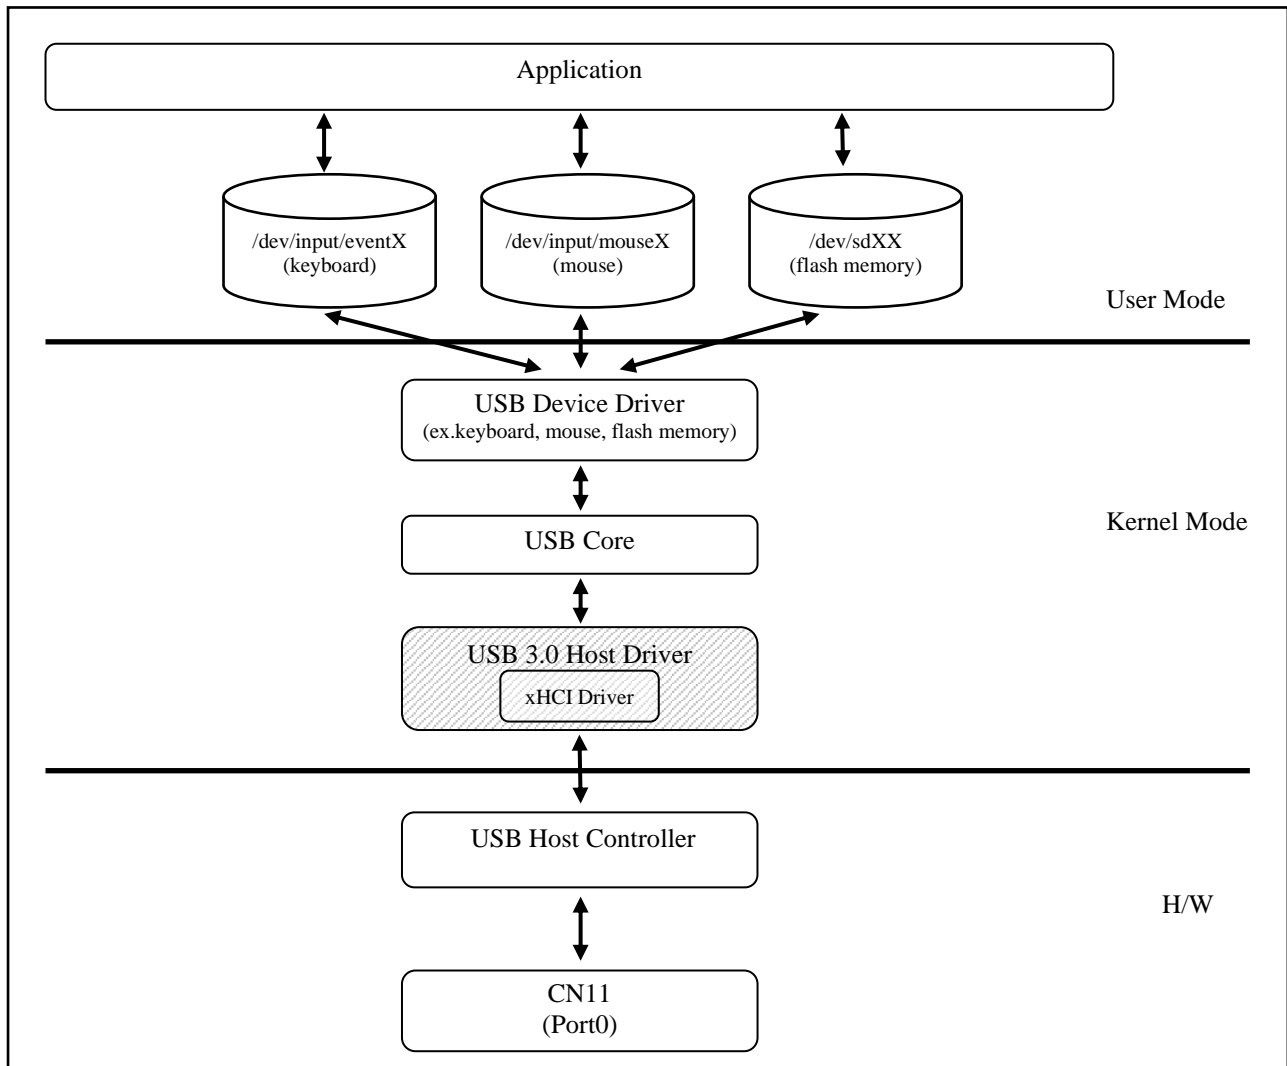 Application
/dev/input/eventX
(keyboard)
/dev/input/mouseX
(mouse)
/dev/sdXX
(flash memory)
User Mode
USB Device Driver
(ex.keyboard, mouse, flash memory)
USB Core
Kernel Mode
USB 3.0 Host Driver
xHCI Driver
USB Host Controller
H/W
CN11
(Port0)